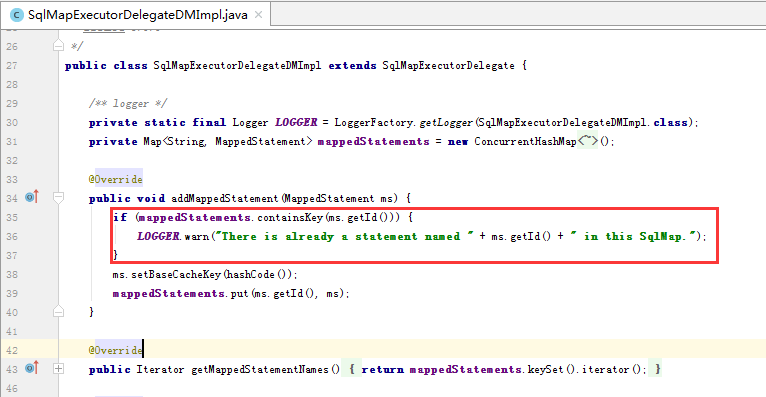 SqlMapExecutorDelegateDMImpl.java ×
26 */
27 public class SqlMapExecutorDelegateDMImpl extends SqlMapExecutorDelegate {
28
29 /** logger */
30 private static final Logger LOGGER = LoggerFactory.getLogger(SqlMapExecutorDelegateDMImpl.class);
31 private Map<String, MappedStatement> mappedStatements = new ConcurrentHashMap<~>();
32
33 @Override
34 public void addMappedStatement(MappedStatement ms) {
35 if (mappedStatements.containsKey(ms.getId())) {
36 LOGGER.warn("There is already a statement named " + ms.getId() + " in this SqlMap.");
37 }
38 ms.setBaseCacheKey(hashCode());
39 mappedStatements.put(ms.getId(), ms);
40 }
41
42 @Override
43 public Iterator getMappedStatementNames() { return mappedStatements.keySet().iterator(); }
46